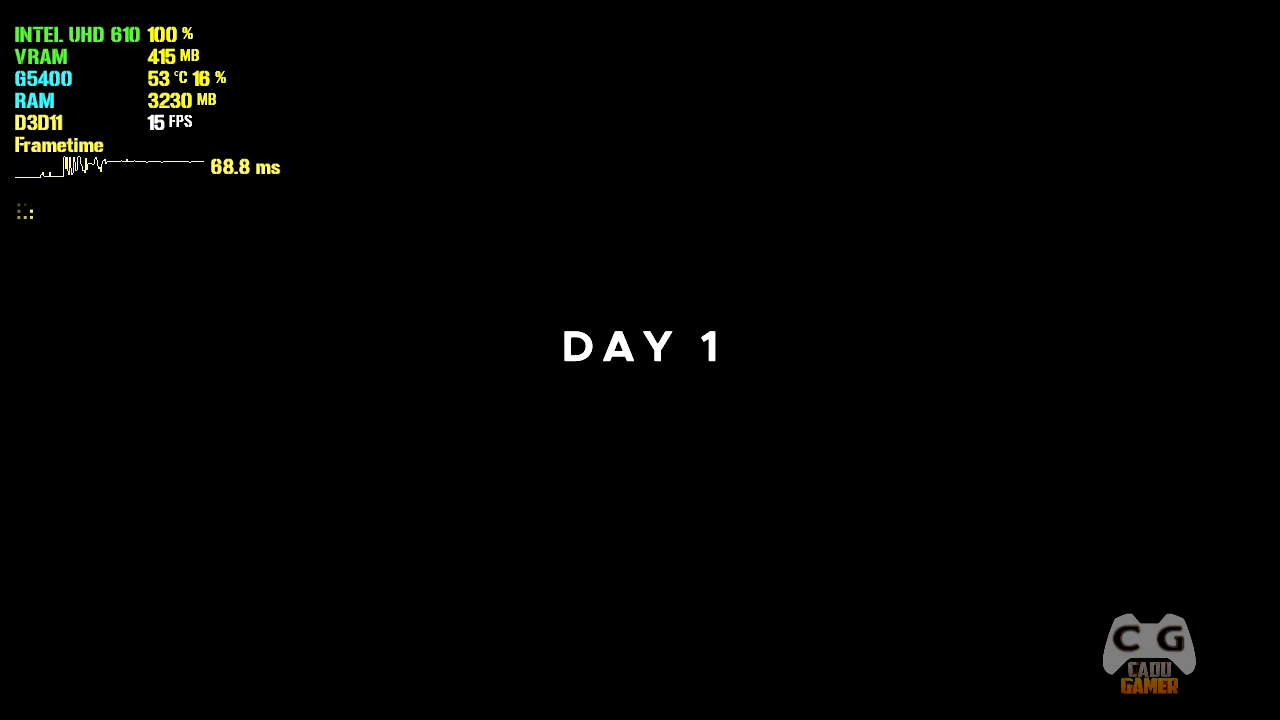 INTEL UHD 610 100 %
VRAM 415 MB
G5400 53 °C 16 %
RAM 3230 MB
D3D11 15 FPS
Frametime
68.8 ms
DAY 1
C G
CADU
GAMER